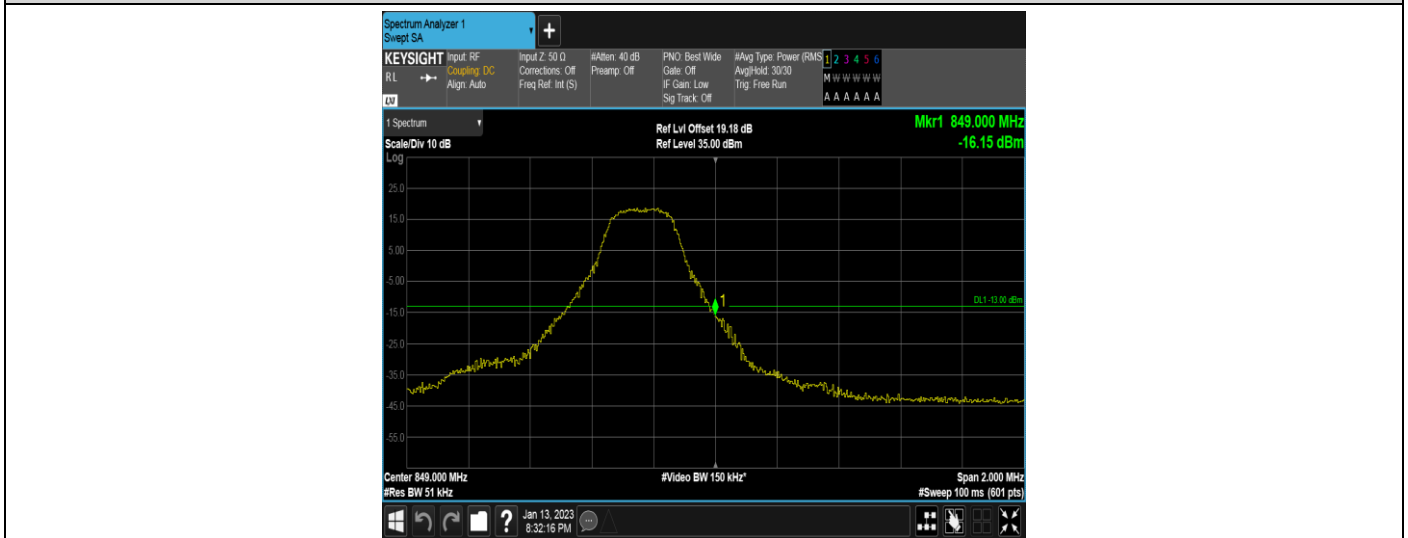 Spectrum Analyzer 1
Swept SA
+
KEYSIGHT
RL
LXI
Input: RF
Coupling: DC
Align: Auto
Input Z: 50 Ω
Corrections: Off
Freq Ref: Int (S)
#Atten: 40 dB
Preamp: Off
PNO: Best Wide
Gate: Off
IF Gain: Low
Sig Track: Off
#Avg Type: Power (RMS
Avg|Hold: 30/30
Trig: Free Run
1 2 3 4 5 6
M W W W W W
A A A A A A
1 Spectrum
Scale/Div 10 dB
Log
Ref Lvl Offset 19.18 dB
Ref Level 35.00 dBm
Mkr1 849.000 MHz
-16.15 dBm
25.0
15.0
5.00
-5.00
-15.0
-25.0
-35.0
-45.0
-55.0
1
DL1 -13.00 dBm
Center 849.000 MHz
#Res BW 51 kHz
#Video BW 150 kHz*
Span 2.000 MHz
#Sweep 100 ms (601 pts)
?
Jan 13, 2023
8:32:16 PM